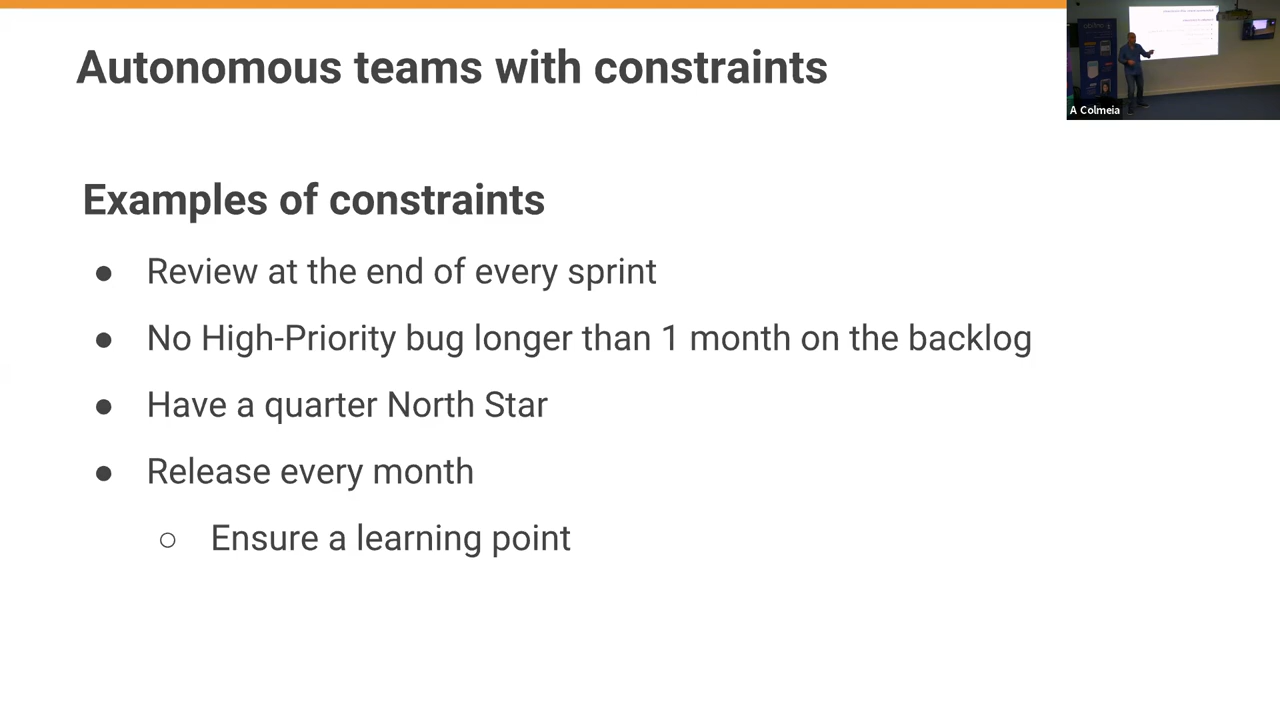 Autonomous teams with constraints
A Colmeia
Examples of constraints
● Review at the end of every sprint
● No High-Priority bug longer than 1 month on the backlog
● Have a quarter North Star
● Release every month
○ Ensure a learning point